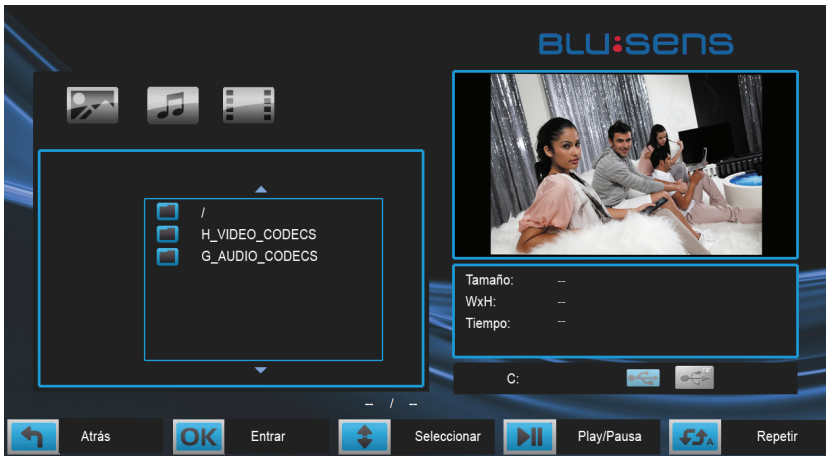 BLU:SENS
/
H_VIDEO_CODECS
G_AUDIO_CODECS
Tamaño: --
WxH: --
Tiempo: --
C:
-- / --
Atrás OK Entrar Seleccionar Play/Pausa A Repetir